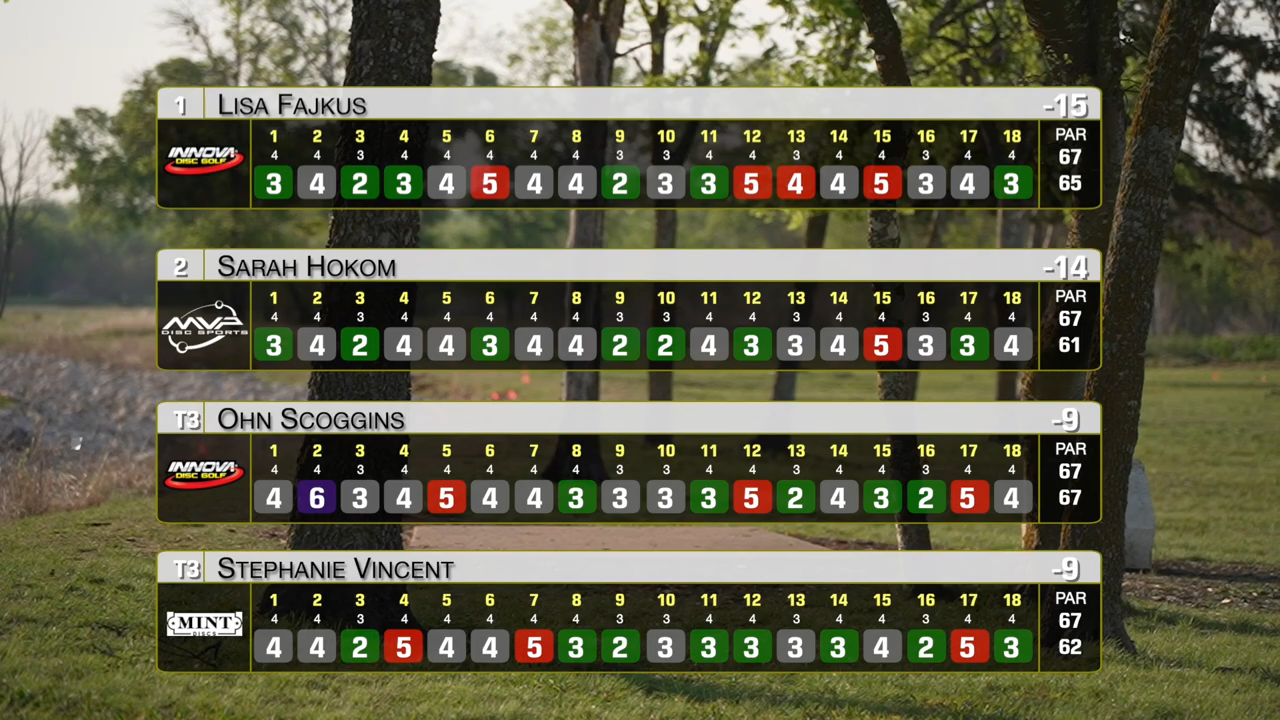 1 LISA FAJKUS -15
1 2 3 4 5 6 7 8 9 10 11 12 13 14 15 16 17 18 PAR
4 4 3 4 4 4 4 4 3 3 4 4 3 4 4 3 4 4 67
INNOVA
DISC GOLF
3 4 2 3 4 5 4 4 2 3 3 5 4 4 5 3 4 3 65
2 SARAH HOKOM -14
1 2 3 4 5 6 7 8 9 10 11 12 13 14 15 16 17 18 PAR
4 4 3 4 4 4 4 4 3 3 4 4 3 4 4 3 4 4 67
MVP
DISC SPORTS
3 4 2 4 4 3 4 4 2 2 4 3 3 4 5 3 3 4 61
T3 OHN SCOGGINS -9
1 2 3 4 5 6 7 8 9 10 11 12 13 14 15 16 17 18 PAR
4 4 3 4 4 4 4 4 3 3 4 4 3 4 4 3 4 4 67
INNOVA
DISC GOLF
4 6 3 4 5 4 4 3 3 3 3 5 2 4 3 2 5 4 67
T3 STEPHANIE VINCENT -9
1 2 3 4 5 6 7 8 9 10 11 12 13 14 15 16 17 18 PAR
4 4 3 4 4 4 4 4 3 3 4 4 3 4 4 3 4 4 67
MINT
DISCS
4 4 2 5 4 4 5 3 2 3 3 3 3 3 4 2 5 3 62